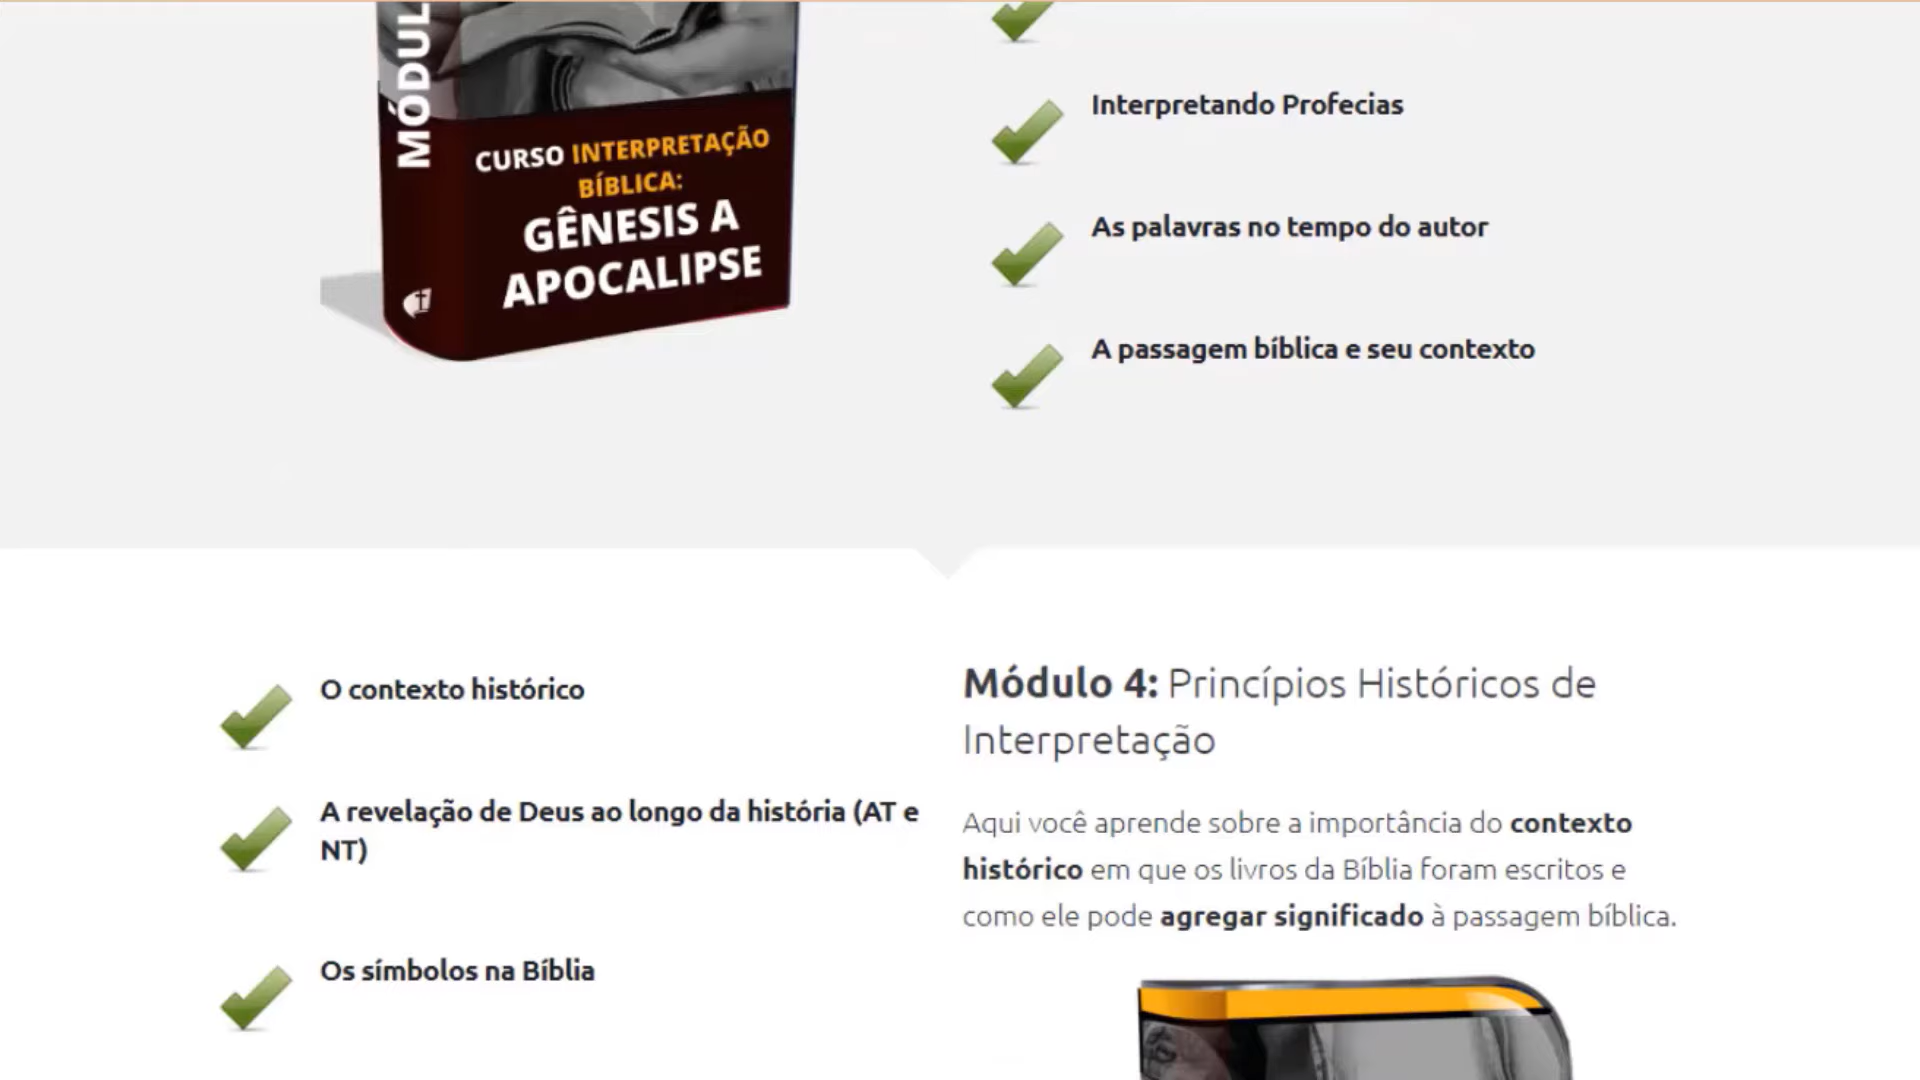 MÓDUL
CURSO INTERPRETAÇÃO
BÍBLICA:
GÊNESIS A
APOCALIPSE
Interpretando Profecias
As palavras no tempo do autor
A passagem bíblica e seu contexto
O contexto histórico
A revelação de Deus ao longo da história (AT e
NT)
Os símbolos na Bíblia
Módulo 4: Princípios Históricos de
Interpretação
Aqui você aprende sobre a importância do contexto
histórico em que os livros da Bíblia foram escritos e
como ele pode agregar significado à passagem bíblica.